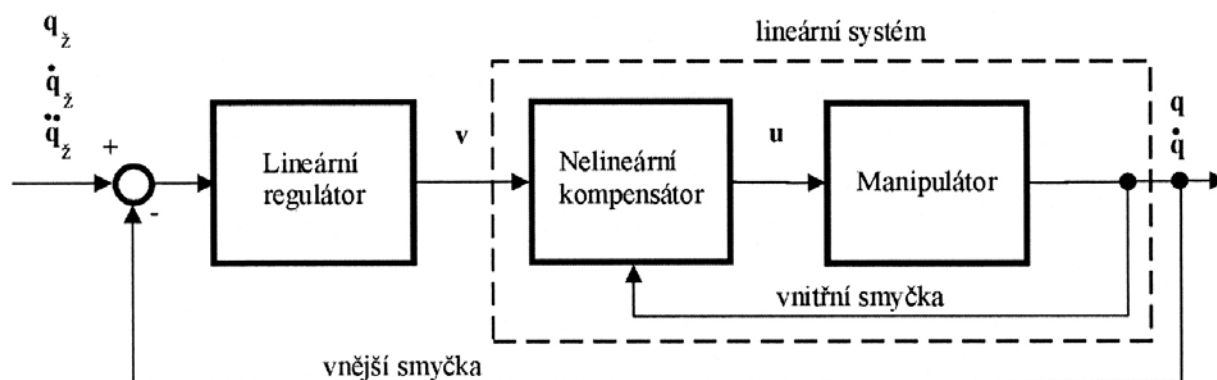 q_ž
q̇_ž
q̈_ž
+
-
Lineární
regulátor
v
lineární systém
Nelineární
kompensátor
u
Manipulátor
q
q̇
vnitřní smyčka
vnější smyčka